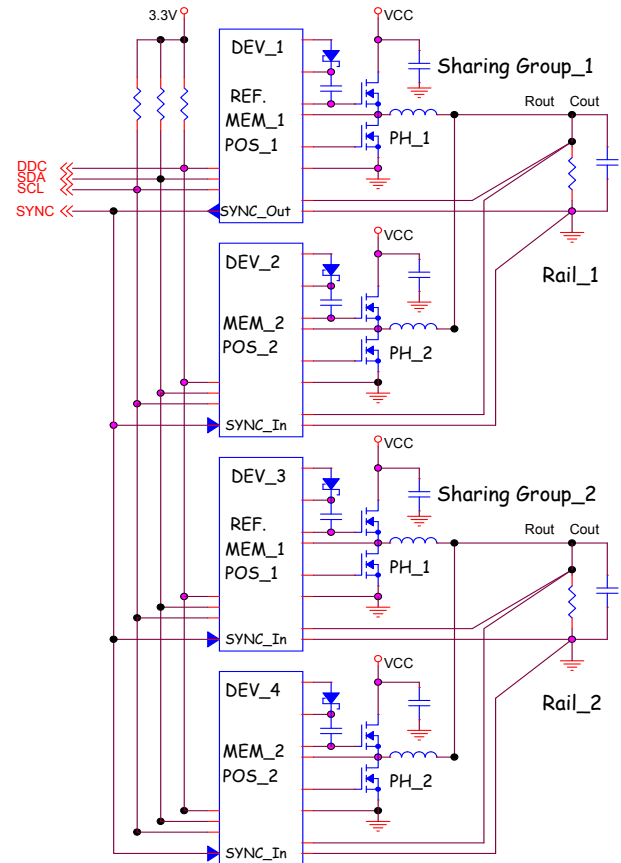 3.3V
VCC
DEV_1
Sharing Group_1
REF.
MEM_1
Rout
Cout
POS_1
PH_1
DDC
SDA
SCL
SYNC
SYNC_Out
VCC
DEV_2
Rail_1
MEM_2
POS_2
PH_2
SYNC_In
VCC
DEV_3
Sharing Group_2
REF.
MEM_1
Rout
Cout
POS_1
PH_1
SYNC_In
VCC
DEV_4
Rail_2
MEM_2
POS_2
PH_2
SYNC_In